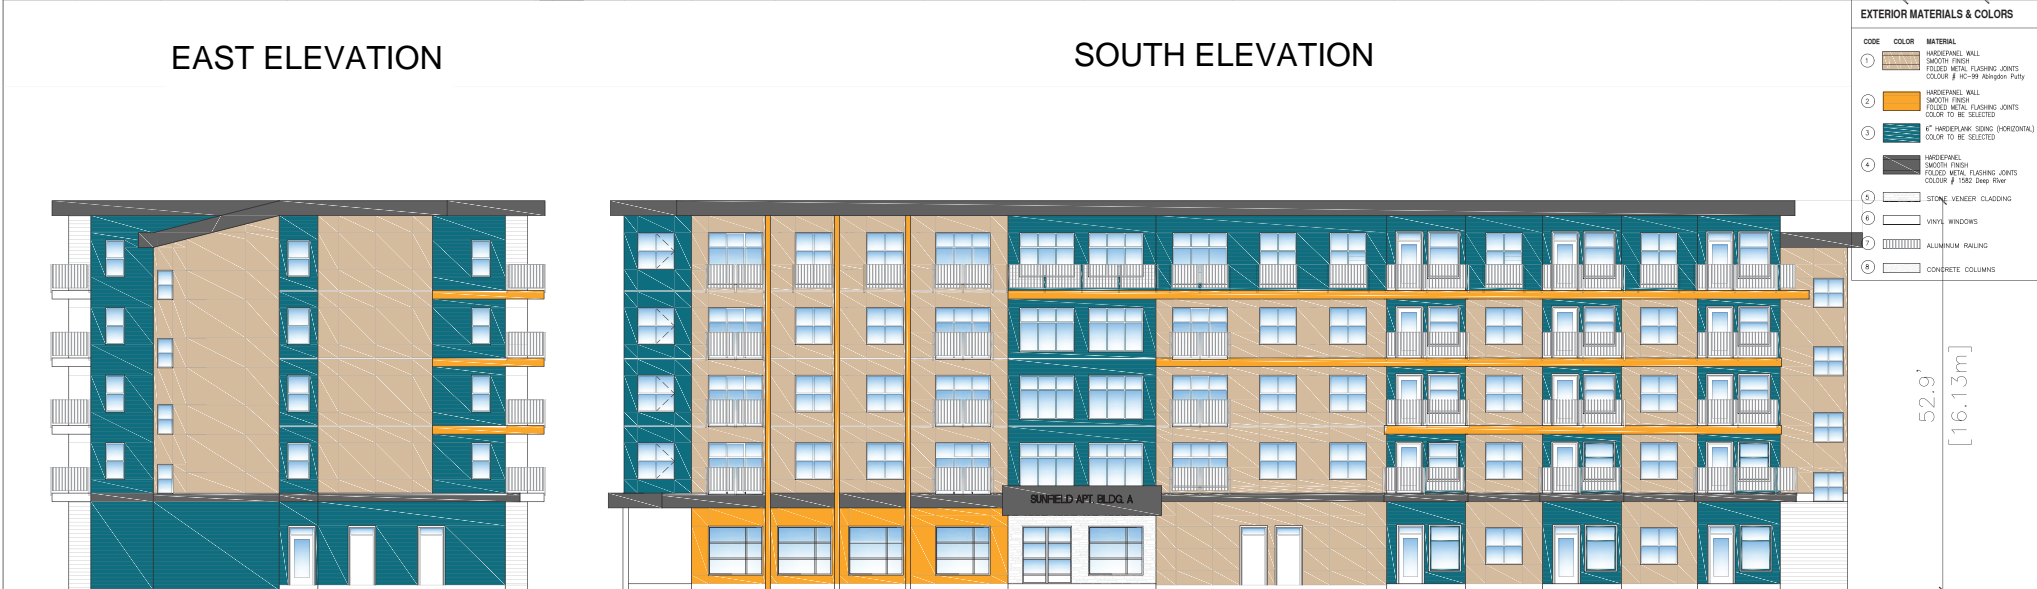 EAST ELEVATION
SOUTH ELEVATION
EXTERIOR MATERIALS & COLORS
CODE COLOR MATERIAL
1
HARDIEPANEL WALL
SMOOTH FINISH
FOLDED METAL FLASHING JOINTS
COLOUR # HC-99 Abingdon Putty
2
HARDIEPANEL WALL
SMOOTH FINISH
FOLDED METAL FLASHING JOINTS
COLOR TO BE SELECTED
3
6" HARDIEPLANK SIDING (HORIZONTAL)
COLOR TO BE SELECTED
4
HARDIEPANEL
SMOOTH FINISH
FOLDED METAL FLASHING JOINTS
COLOUR # 1582 Deep River
5 STONE VENEER CLADDING
6 VINYL WINDOWS
7 ALUMINUM RAILING
8 CONCRETE COLUMNS
52.9'
[16.13m]
SUNFIELD APT. BLDG. A